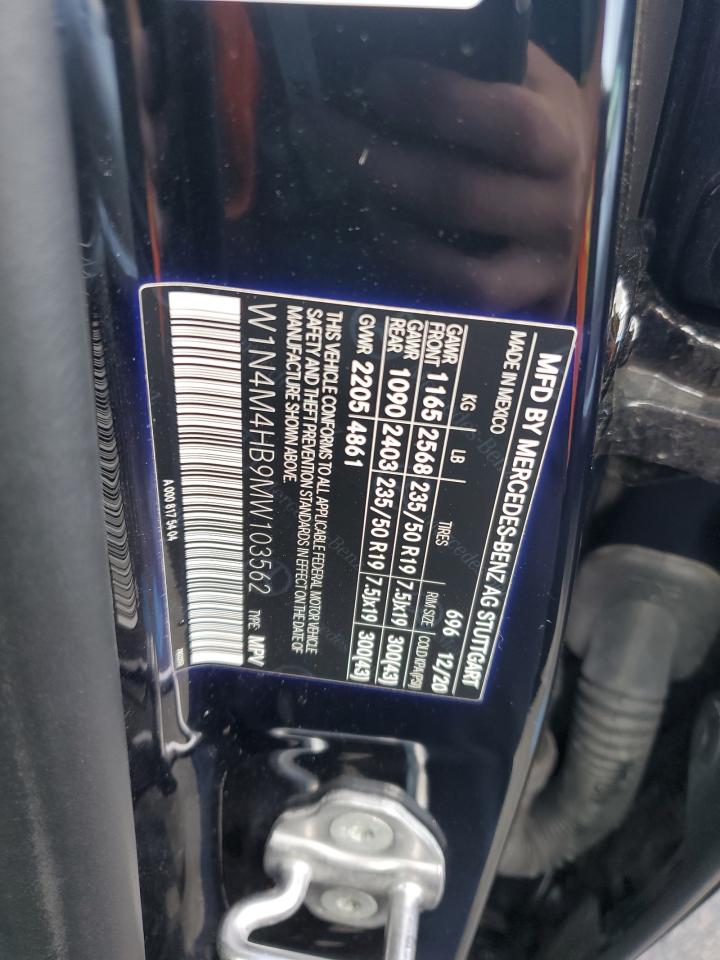 MFD BY MERCEDES-BENZ AG STUTTGART
MADE IN MEXICO 696 12/20
KG LB TIRES RIM SIZE COLD KPA(PSI)
GAWR FRONT 1165 2568 235/50 R19 7.5Jx19 300(43)
GAWR REAR 1090 2403 235/50 R19 7.5Jx19 300(43)
GVWR 2205 4861
THIS VEHICLE CONFORMS TO ALL APPLICABLE FEDERAL MOTOR VEHICLE
SAFETY AND THEFT PREVENTION STANDARDS IN EFFECT ON THE DATE OF
MANUFACTURE SHOWN ABOVE.
W1N4M4HB9MW103562 TYPE: MPV
A 000 817 54 04